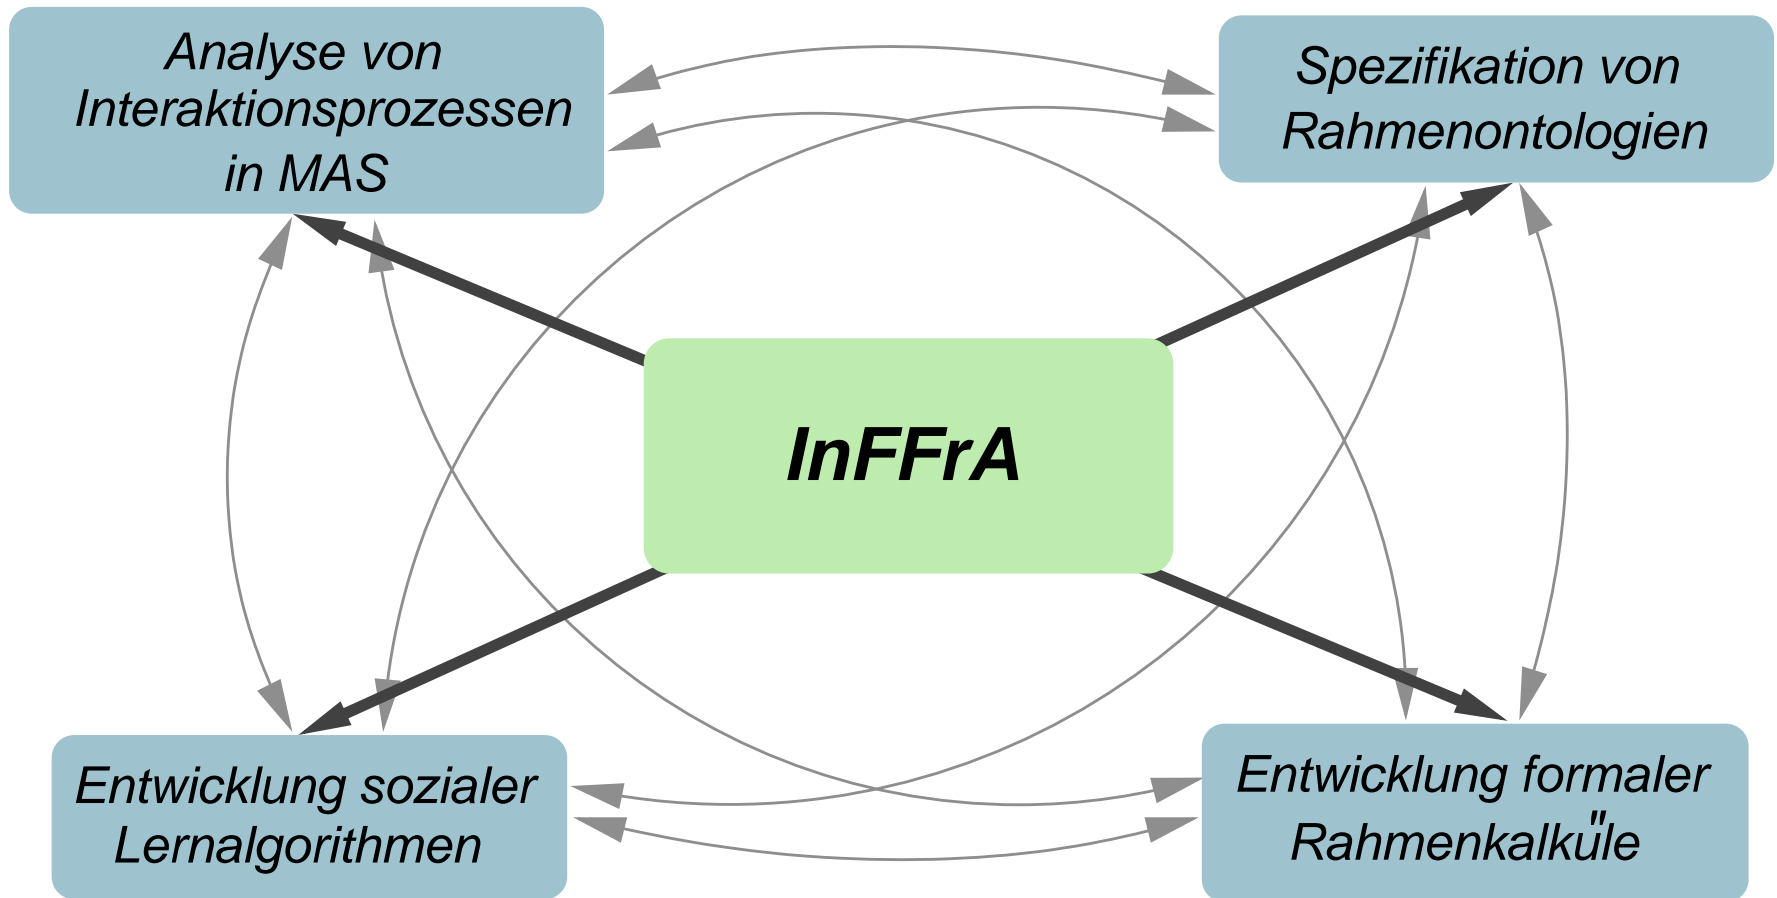 Analyse von
Interaktionsprozessen
in MAS
Spezifikation von
Rahmenontologien
InFFrA
Entwicklung sozialer
Lernalgorithmen
Entwicklung formaler
Rahmenkalküle